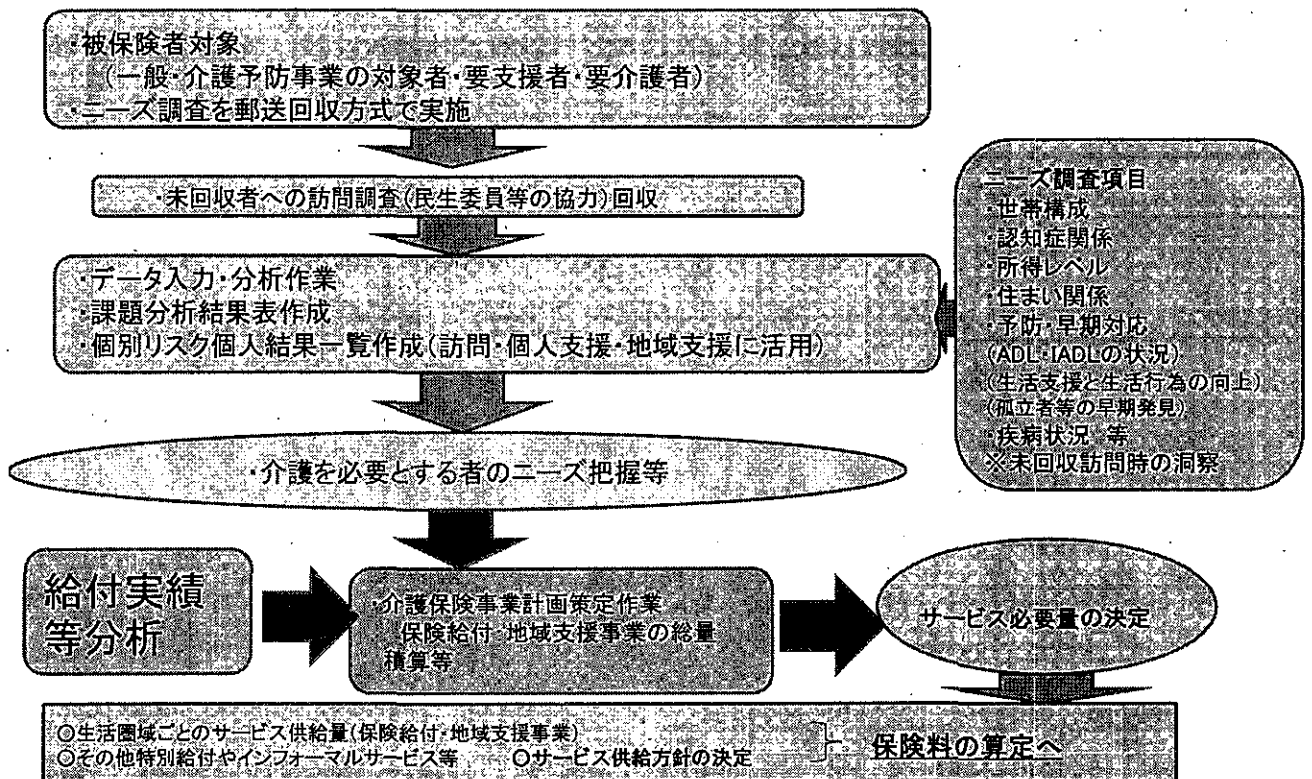 ・被保険者対象
(一般・介護予防事業の対象者・要支援者・要介護者)
・ニーズ調査を郵送回収方式で実施
・未回収者への訪問調査(民生委員等の協力)回収
・データ入力・分析作業
・課題分析結果表作成
・個別リスク個人結果一覧作成(訪問・個人支援・地域支援に活用)
ニーズ調査項目
・世帯構成
・認知症関係
・所得レベル
・住まい関係
・予防・早期対応
(ADL・IADLの状況)
(生活支援と生活行為の向上)
(孤立者等の早期発見)
・疾病状況 等
※未回収訪問時の洞察
・介護を必要とする者のニーズ把握等
給付実績
等分析
・介護保険事業計画策定作業
保険給付・地域支援事業の総量
積算等
サービス必要量の決定
○生活圏域ごとのサービス供給量(保険給付・地域支援事業)
○その他特別給付やインフォーマルサービス等 ○サービス供給方針の決定
保険料の算定へ